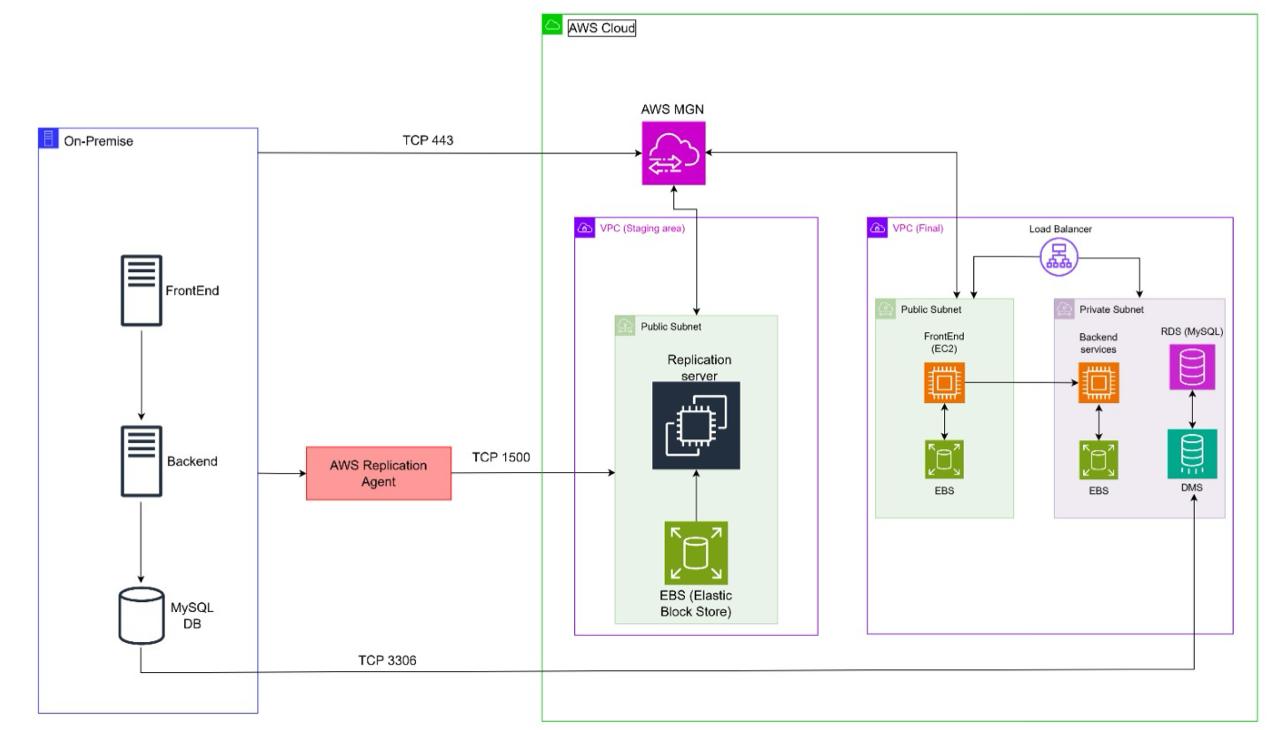 AWS Cloud
AWS MGN
On-Premise
TCP 443
VPC (Staging area)
VPC (Final)
Load Balancer
FrontEnd
Public Subnet
Private Subnet
Public Subnet
RDS (MySQL)
FrontEnd
(EC2)
Backend
services
Replication
server
Backend
AWS Replication
Agent
TCP 1500
EBS
EBS
DMS
EBS (Elastic
Block Store)
MySQL
DB
TCP 3306